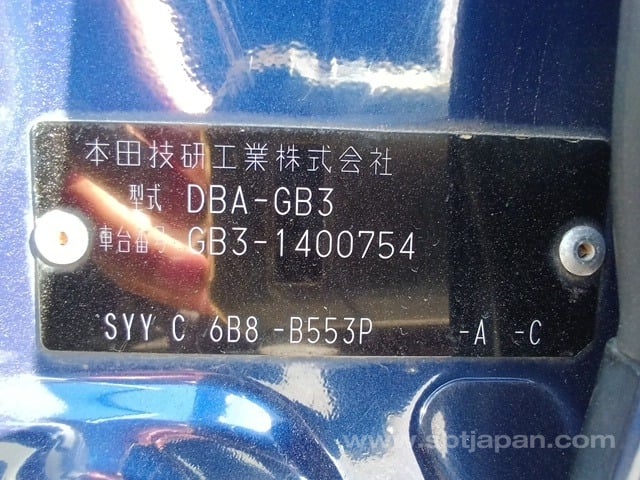 本田技研工業株式会社
型式 DBA-GB3
車台番号 GB3-1400754
SYY C 6B8 -B553P -A -C
www.sbtjapan.com